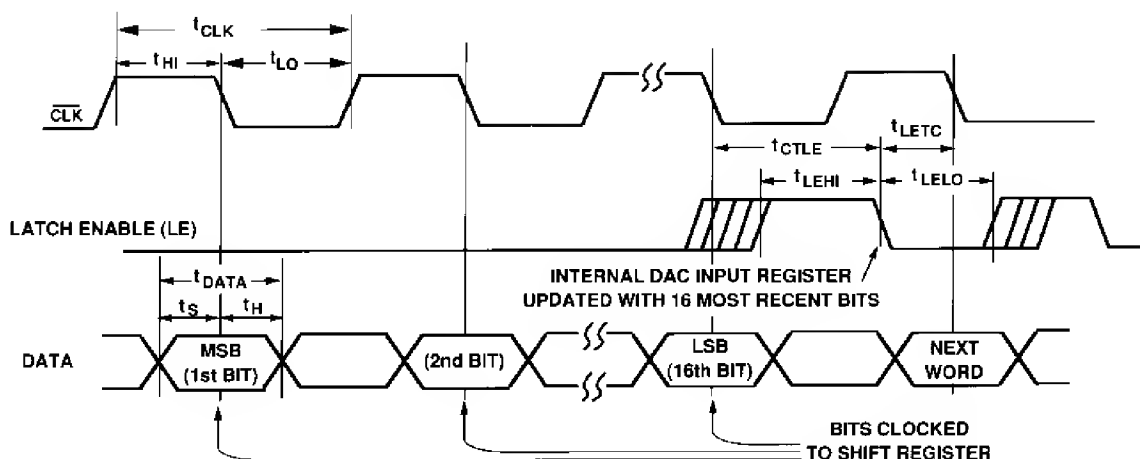 tCLK
tHI
tLO
CLK
tCTLE
tLETC
tLEHI
tLELO
LATCH ENABLE (LE)
tDATA
INTERNAL DAC INPUT REGISTER
UPDATED WITH 16 MOST RECENT BITS
tS
tH
DATA
MSB
(1st BIT)
(2nd BIT)
LSB
(16th BIT)
NEXT
WORD
BITS CLOCKED
TO SHIFT REGISTER